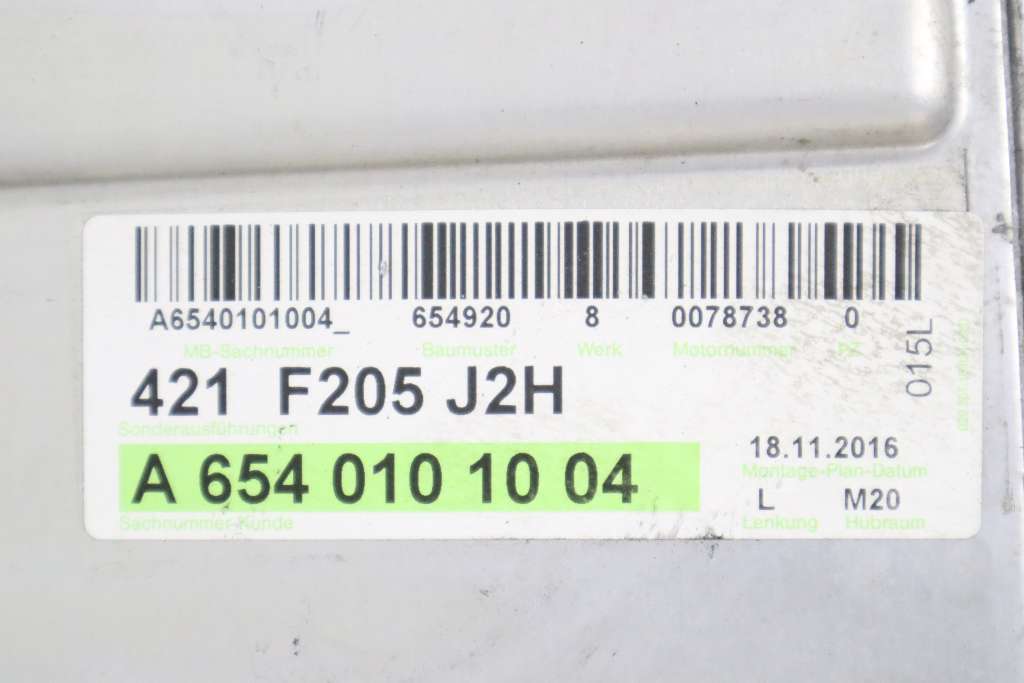 A6540101004_ 654920 8 0078738 0
MB-Sachnummer Baumuster Werk Motornummer PZ
015L
421 F205 J2H
Sonderausführungen
A 654 010 10 04
Sachnummer-Kunde
18.11.2016
Montage-Plan-Datum
L M20
Lenkung Hubraum